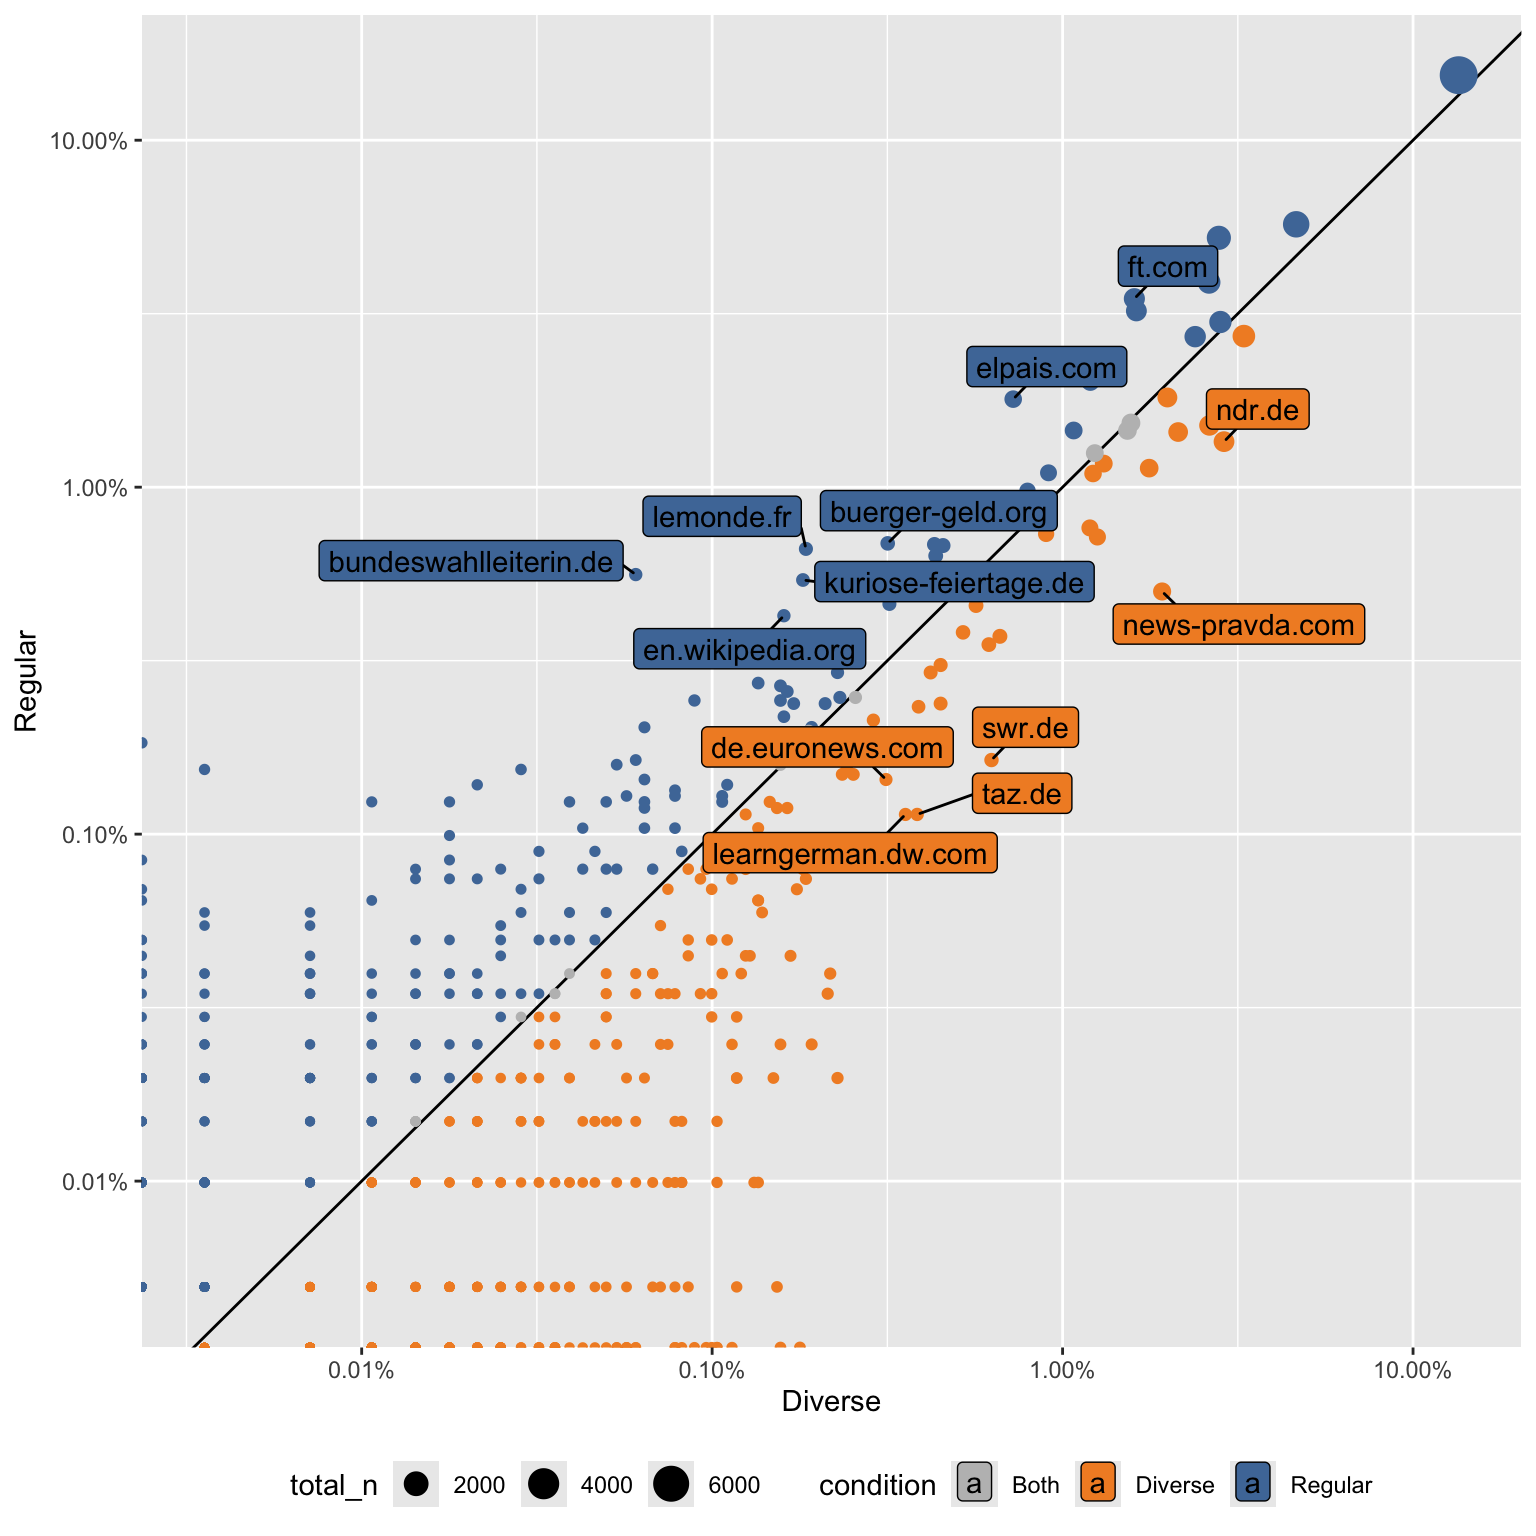 10.00%
ft.com
elpais.com
ndr.de
1.00%
lemonde.fr
buerger-geld.org
bundeswahlleiterin.de
kuriose-feiertage.de
news-pravda.com
en.wikipedia.org
Regular
swr.de
de.euronews.com
taz.de
0.10%
learngerman.dw.com
0.01%
0.01% 0.10% 1.00% 10.00%
Diverse
total_n 2000 4000 6000 condition a Both a Diverse a Regular